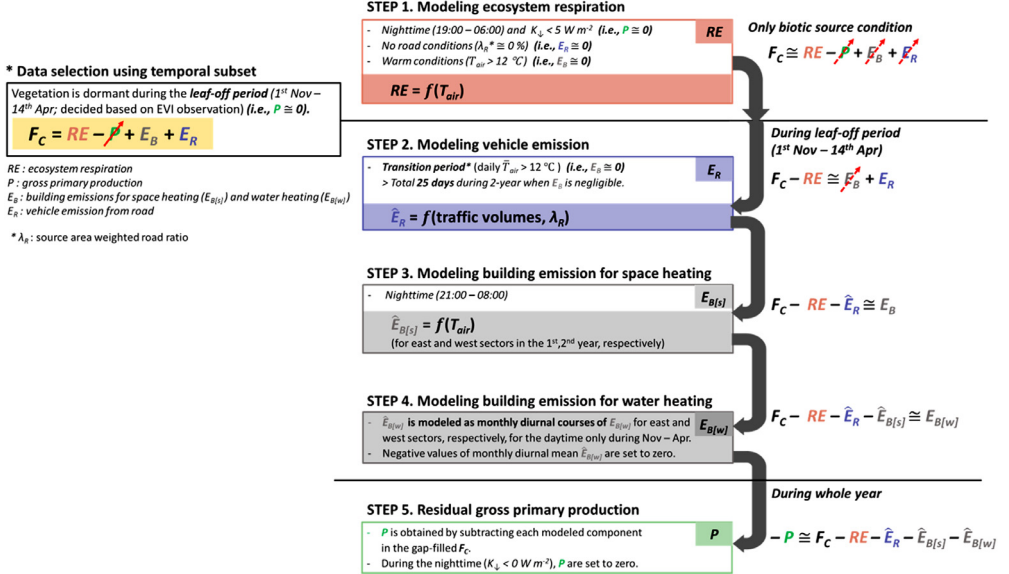 STEP 1. Modeling ecosystem respiration
- Nighttime (19:00 – 06:00) and K↓ < 5 W m⁻² (i.e., P ≅ 0)
- No road conditions (λR* ≅ 0 %) (i.e., ER ≅ 0)
- Warm conditions (Tair > 12 °C) (i.e., EB ≅ 0)
RE
RE = f(Tair)
Only biotic source condition
FC ≅ RE – P + EB + ER
* Data selection using temporal subset
Vegetation is dormant during the leaf-off period (1st Nov –
14th Apr; decided based on EVI observation) (i.e., P ≅ 0).
FC = RE – P + EB + ER
RE : ecosystem respiration
P : gross primary production
EB : building emissions for space heating (EB[s]) and water heating (EB[w])
ER : vehicle emission from road
* λR : source area weighted road ratio
STEP 2. Modeling vehicle emission
- Transition period* (daily T̅air > 12 °C ) (i.e., EB ≅ 0)
> Total 25 days during 2-year when EB is negligible.
ER
ÊR = f(traffic volumes, λR)
During leaf-off period
(1st Nov – 14th Apr)
FC – RE ≅ EB + ER
STEP 3. Modeling building emission for space heating
- Nighttime (21:00 – 08:00)
EB[s]
ÊB[s] = f(Tair)
(for east and west sectors in the 1st,2nd year, respectively)
FC – RE – ÊR ≅ EB
STEP 4. Modeling building emission for water heating
- ÊB[w] is modeled as monthly diurnal courses of EB[w] for east and
west sectors, respectively, for the daytime only during Nov – Apr.
- Negative values of monthly diurnal mean ÊB[w] are set to zero.
EB[w]
FC – RE – ÊR – ÊB[s] ≅ EB[w]
STEP 5. Residual gross primary production
- P is obtained by subtracting each modeled component
in the gap-filled FC.
- During the nighttime (K↓ < 0 W m⁻²), P are set to zero.
P
During whole year
– P ≅ FC – RE – ÊR – ÊB[s] – ÊB[w]